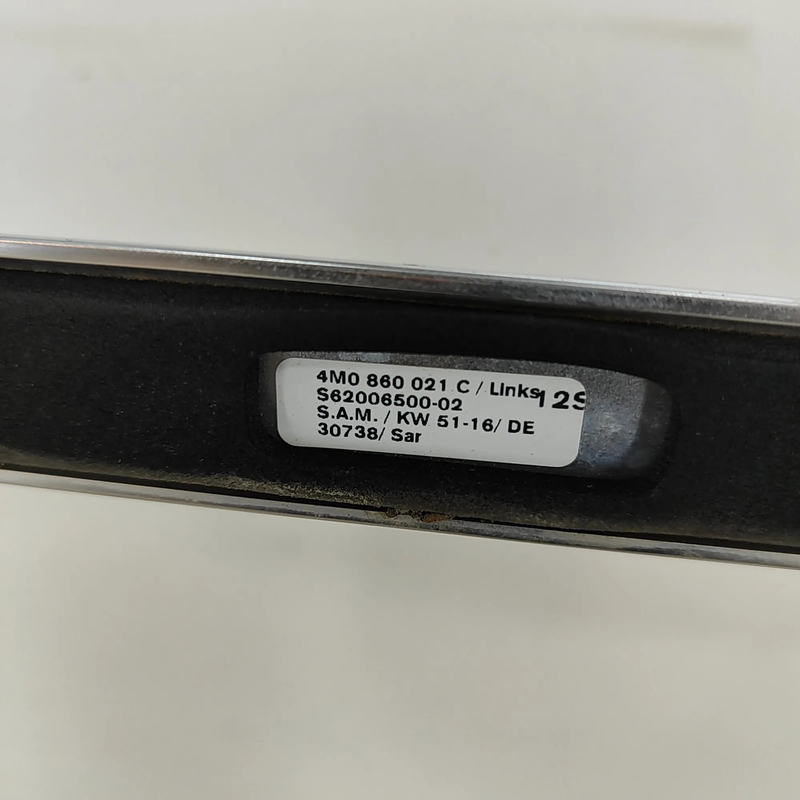 4M0 860 021 C / Links 12S
S62006500-02
S.A.M. / KW 51-16/ DE
30738/ Sar